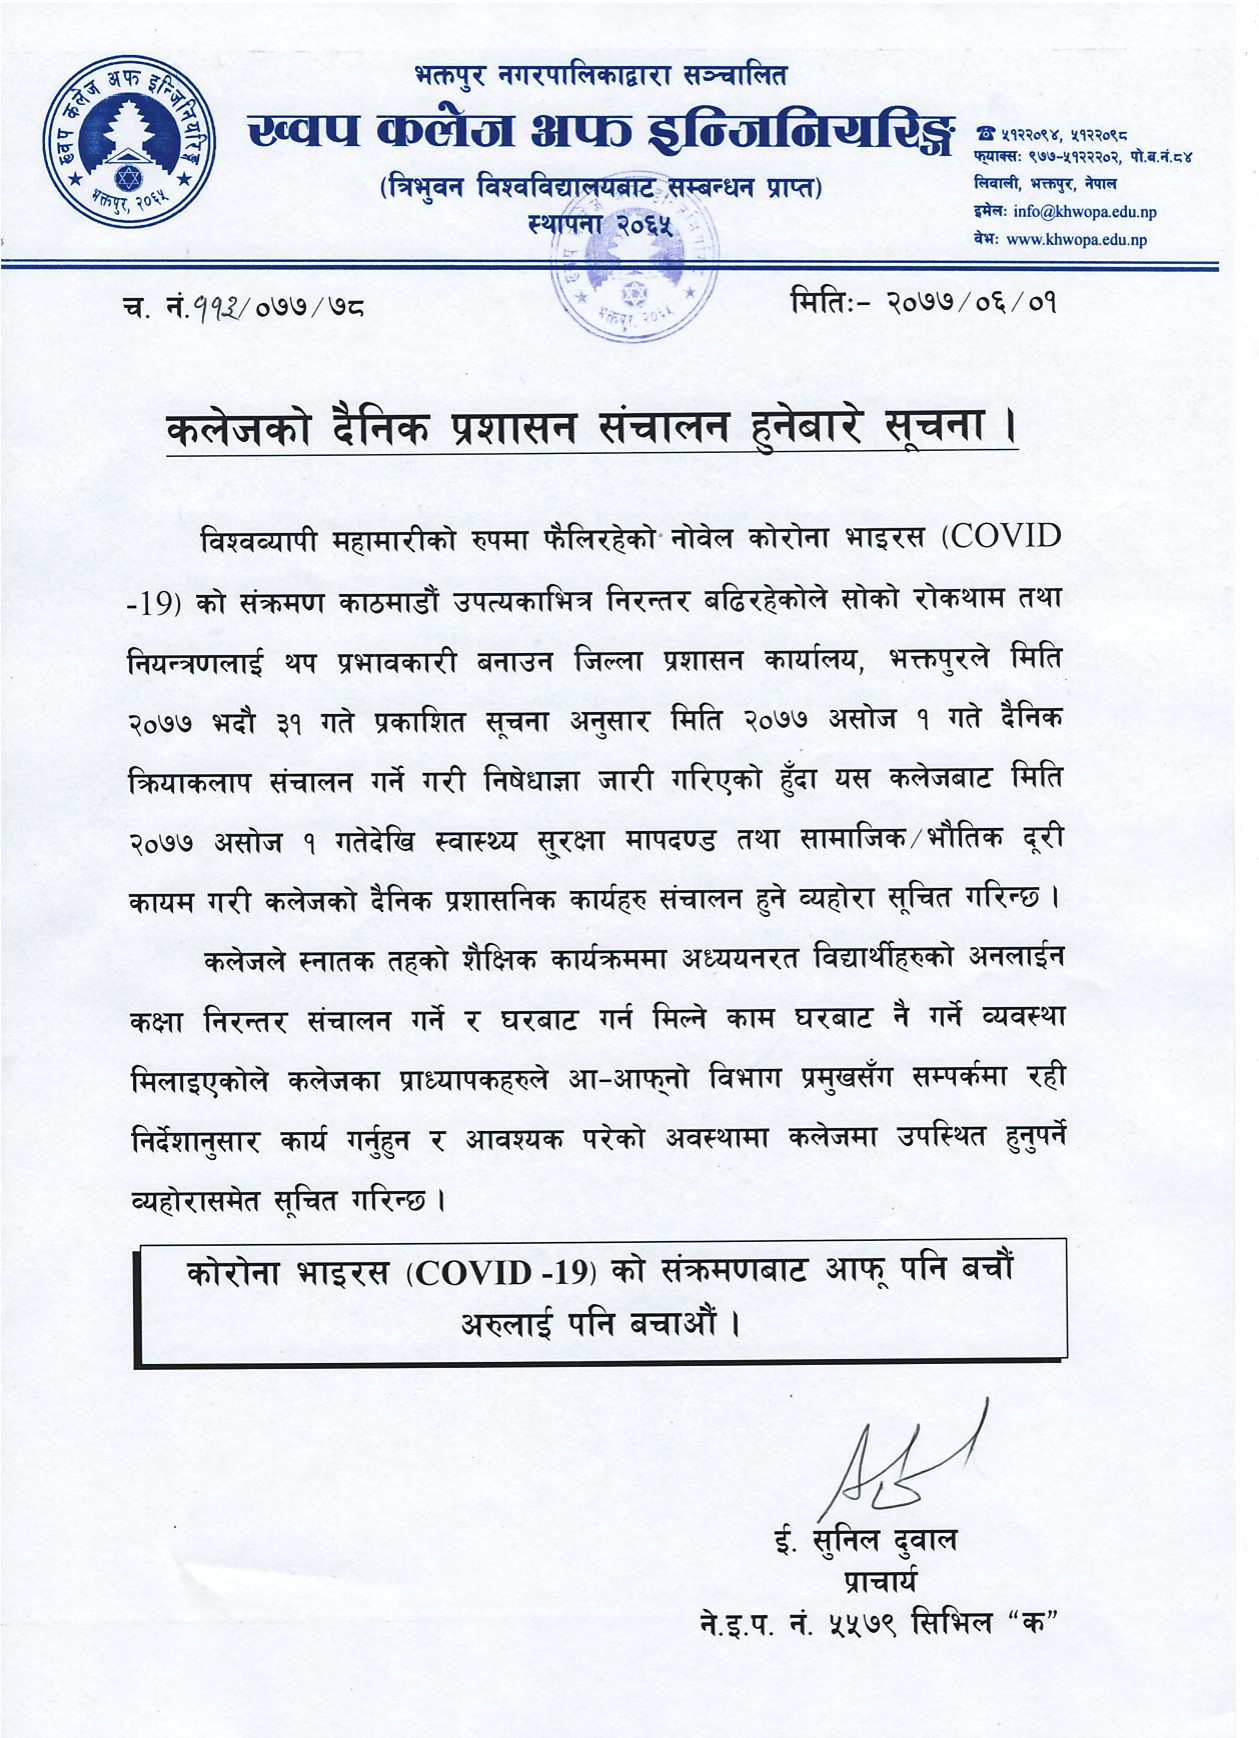 ख्वप कलेज अफ इन्जिनियरिङ्ग
भक्तपुर, २०६५
भक्तपुर नगरपालिकाद्वारा सञ्चालित
ख्वप कलेज अफ इन्जिनियरिङ्ग
(त्रिभुवन विश्वविद्यालयबाट सम्बन्धन प्राप्त)
स्थापना २०६५
☎ ५१२२०९४, ५१२२०९८
फ्याक्सः ९७७-५१२२२०२, पो.ब.नं.८४
लिवाली, भक्तपुर, नेपाल
इमेलः info@khwopa.edu.np
वेभः www.khwopa.edu.np
भक्तपुर, २०६५
च. नं.११३/०७७/७८
मितिः- २०७७/०६/०१
कलेजको दैनिक प्रशासन संचालन हुनेबारे सूचना ।
विश्वव्यापी महामारीको रुपमा फैलिरहेको नोवेल कोरोना भाइरस (COVID
-19) को संक्रमण काठमाडौं उपत्यकाभित्र निरन्तर बढिरहेकोले सोको रोकथाम तथा
नियन्त्रणलाई थप प्रभावकारी बनाउन जिल्ला प्रशासन कार्यालय, भक्तपुरले मिति
२०७७ भदौ ३१ गते प्रकाशित सूचना अनुसार मिति २०७७ असोज १ गते दैनिक
क्रियाकलाप संचालन गर्ने गरी निषेधाज्ञा जारी गरिएको हुँदा यस कलेजबाट मिति
२०७७ असोज १ गतेदेखि स्वास्थ्य सुरक्षा मापदण्ड तथा सामाजिक/भौतिक दूरी
कायम गरी कलेजको दैनिक प्रशासनिक कार्यहरु संचालन हुने व्यहोरा सूचित गरिन्छ ।
कलेजले स्नातक तहको शैक्षिक कार्यक्रममा अध्ययनरत विद्यार्थीहरुको अनलाईन
कक्षा निरन्तर संचालन गर्ने र घरबाट गर्न मिल्ने काम घरबाट नै गर्ने व्यवस्था
मिलाइएकोले कलेजका प्राध्यापकहरुले आ-आफ्नो विभाग प्रमुखसँग सम्पर्कमा रही
निर्देशानुसार कार्य गर्नुहुन र आवश्यक परेको अवस्थामा कलेजमा उपस्थित हुनुपर्ने
व्यहोरासमेत सूचित गरिन्छ ।
कोरोना भाइरस (COVID -19) को संक्रमणबाट आफू पनि बचौं
अरुलाई पनि बचाऔं ।
ई. सुनिल दुवाल
प्राचार्य
ने.इ.प. नं. ५५७९ सिभिल “क”